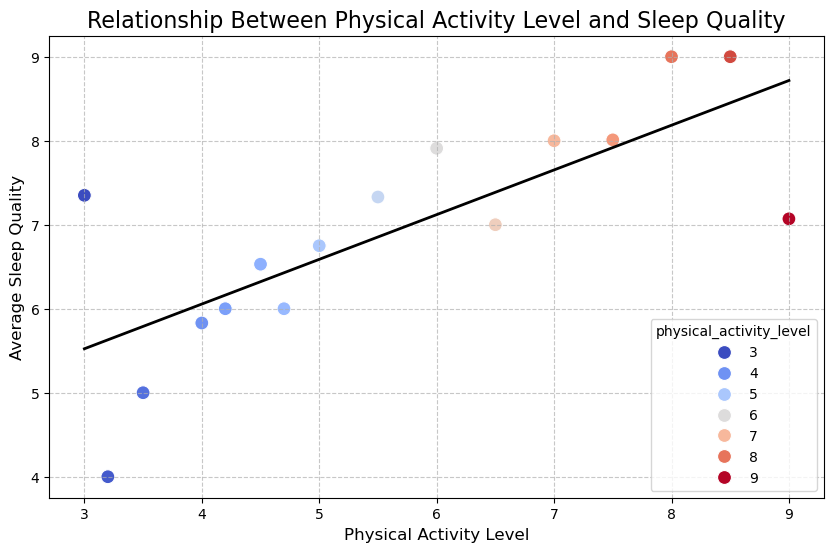 Relationship Between Physical Activity Level and Sleep Quality
Average Sleep Quality
9
8
7
6
5
4
physical_activity_level
3
4
5
6
7
8
9
3 4 5 6 7 8 9
Physical Activity Level